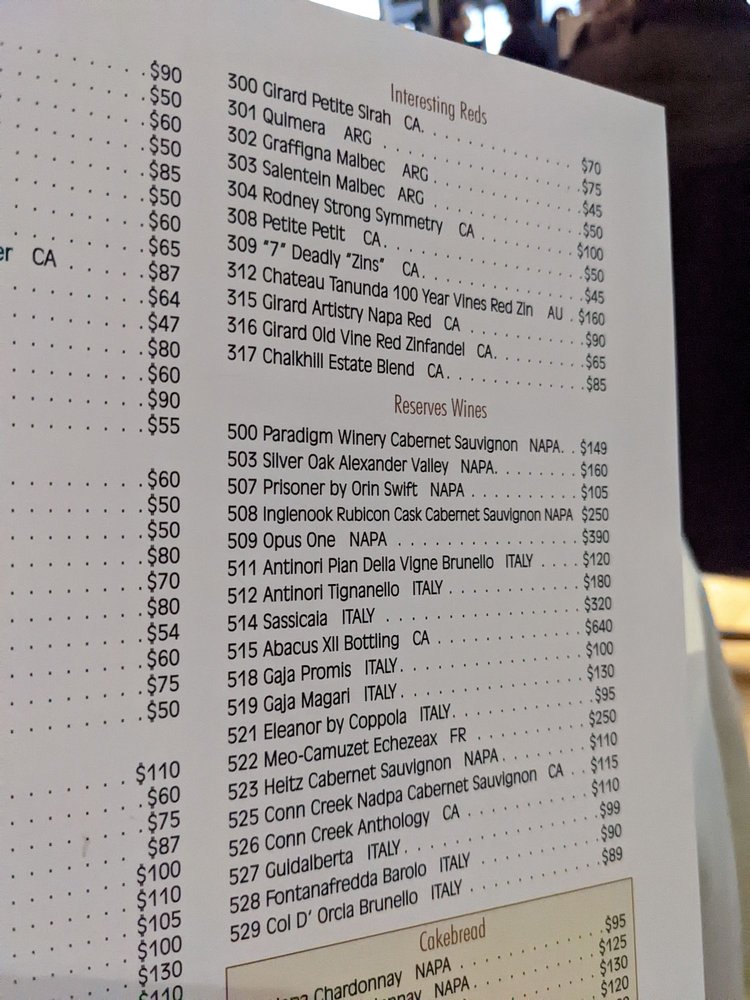 $90
$50
$60
$50
$85
$50
$60
$65
CA $87
$64
$47
$80
$60
$90
$55
$60
$50
$50
$80
$70
$80
$54
$60
$75
$50
$110
$60
$75
$87
$100
$110
$105
$100
$130
$110
Interesting Reds
300 Girard Petite Sirah CA $70
301 Quimera ARG $75
302 Graffigna Malbec ARG $45
303 Salentein Malbec ARG $50
304 Rodney Strong Symmetry CA $100
308 Petite Petit CA $50
309 "7" Deadly "Zins" CA $45
312 Chateau Tanunda 100 Year Vines Red Zin AU $160
315 Girard Artistry Napa Red CA $90
316 Girard Old Vine Red Zinfandel CA $65
317 Chalkhill Estate Blend CA $85
Reserves Wines
500 Paradigm Winery Cabernet Sauvignon NAPA $149
503 Silver Oak Alexander Valley NAPA $160
507 Prisoner by Orin Swift NAPA $105
508 Inglenook Rubicon Cask Cabernet Sauvignon NAPA $250
509 Opus One NAPA $390
511 Antinori Pian Della Vigne Brunello ITALY $120
512 Antinori Tignanello ITALY $180
514 Sassicaia ITALY $320
515 Abacus XII Bottling CA $640
518 Gaja Promis ITALY $100
519 Gaja Magari ITALY $130
521 Eleanor by Coppola ITALY $95
522 Meo-Camuzet Echezeax FR $250
523 Heitz Cabernet Sauvignon NAPA $110
525 Conn Creek Nadpa Cabernet Sauvignon CA $115
526 Conn Creek Anthology CA $110
527 Guidalberta ITALY $99
528 Fontanafredda Barolo ITALY $90
529 Col D' Orcia Brunello ITALY $89
Cakebread
Chardonnay NAPA $95
NAPA $125
$130
$120